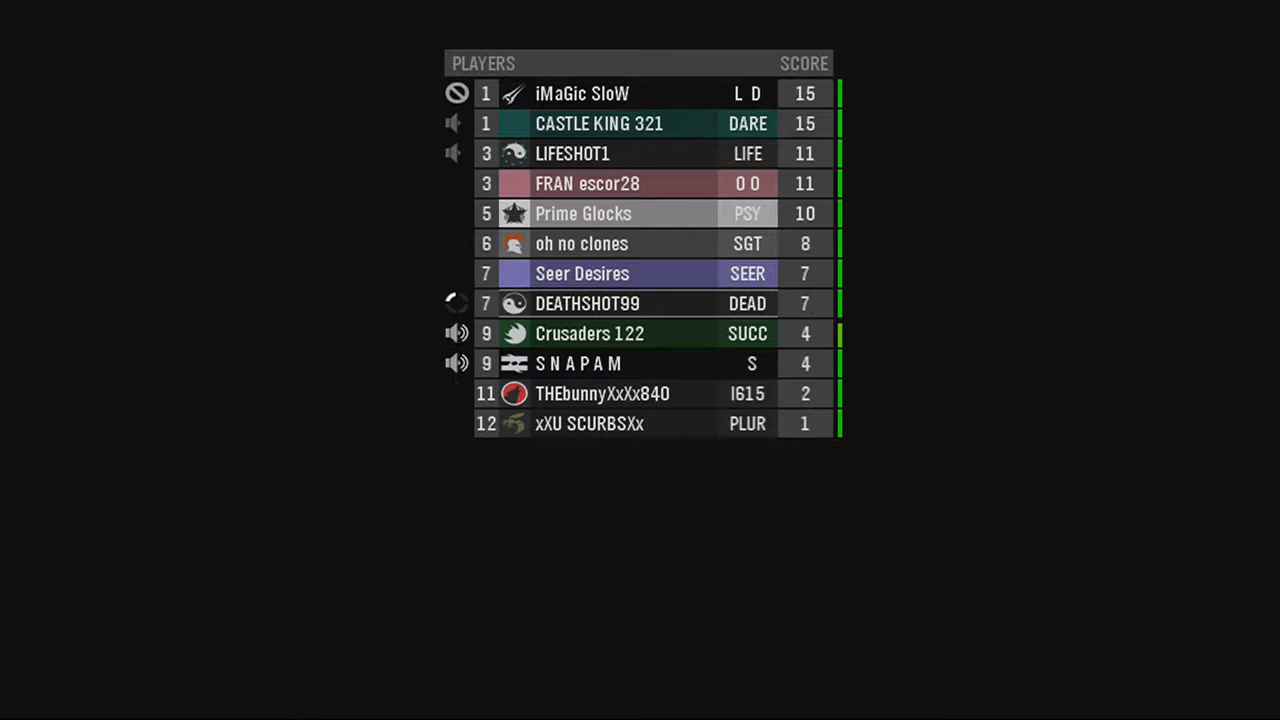 PLAYERS SCORE
1 iMaGic SloW L D 15
1 CASTLE KING 321 DARE 15
3 LIFESHOT1 LIFE 11
3 FRAN escor28 O O 11
5 Prime Glocks PSY 10
6 oh no clones SGT 8
7 Seer Desires SEER 7
7 DEATHSHOT99 DEAD 7
9 Crusaders 122 SUCC 4
9 S N A P A M S 4
11 THEbunnyXxXx840 I615 2
12 xXU SCURBSXx PLUR 1